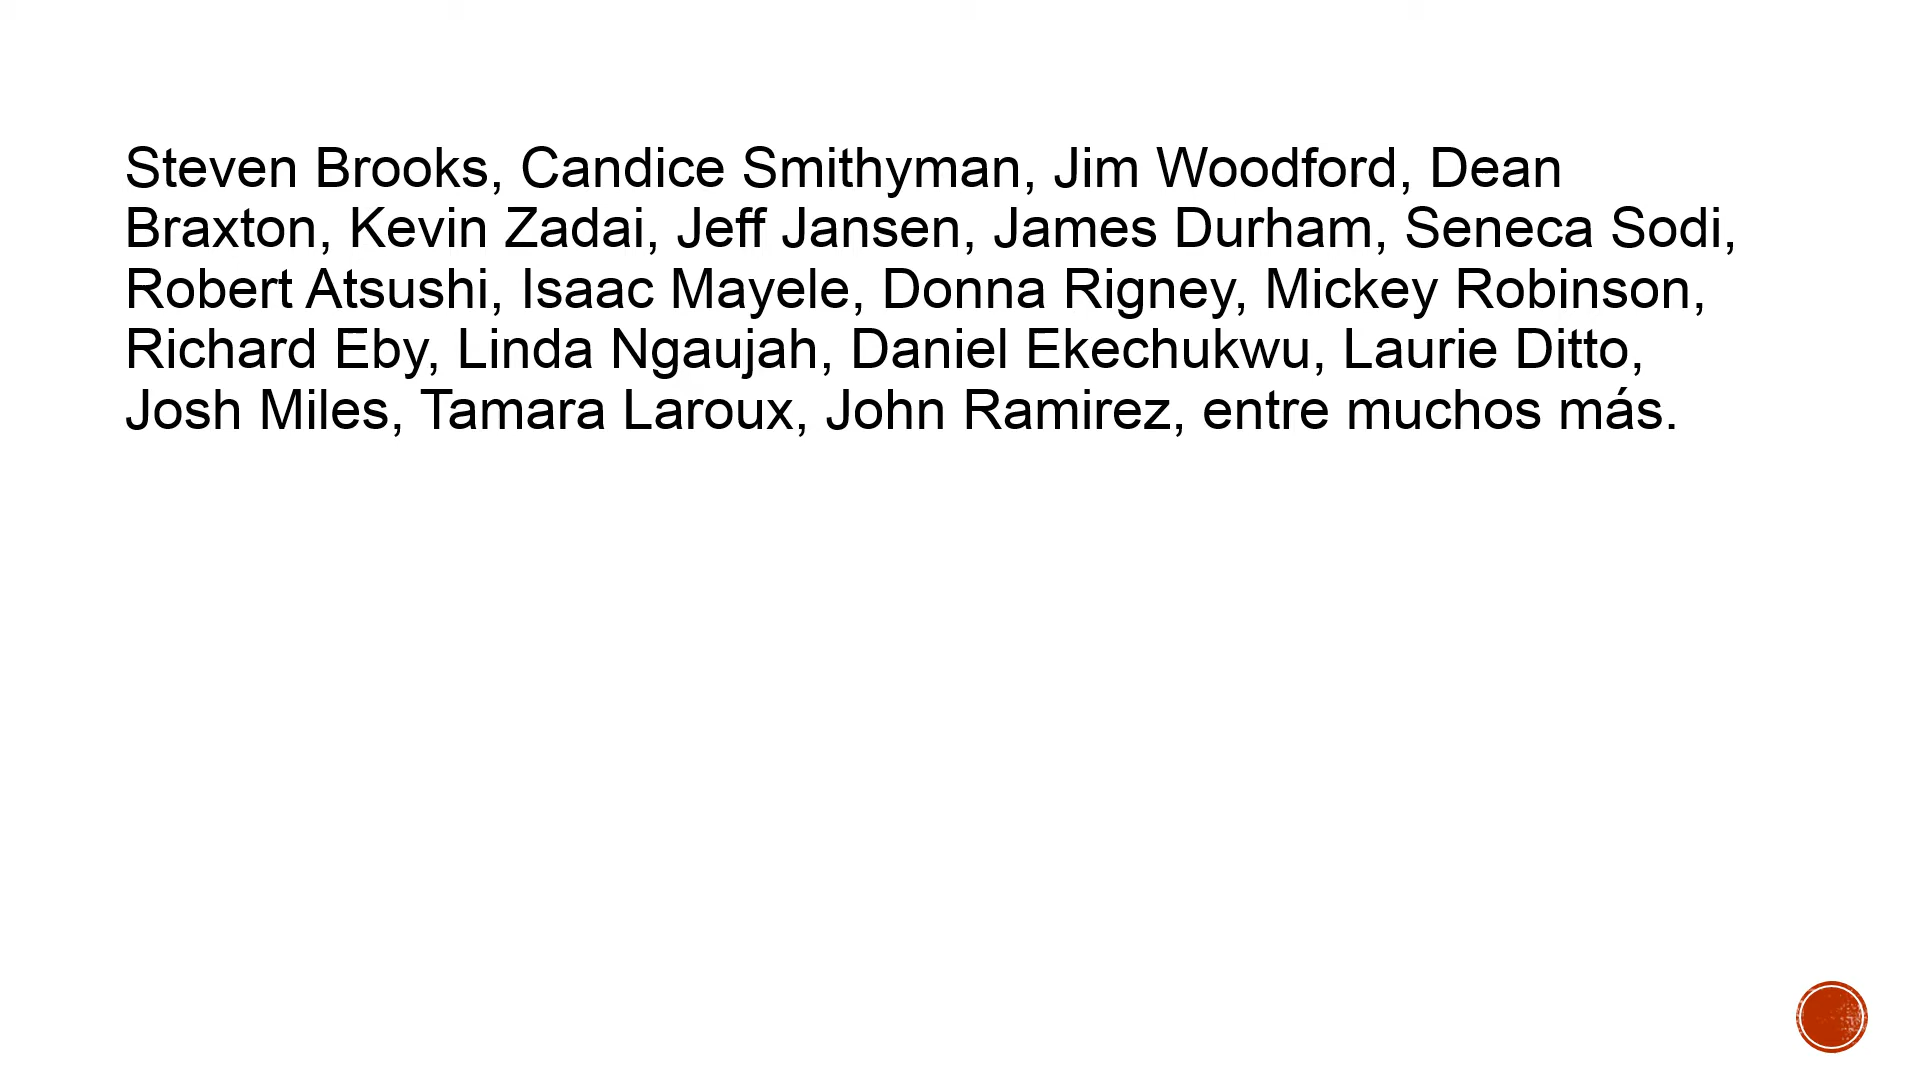 Steven Brooks, Candice Smithyman, Jim Woodford, Dean
Braxton, Kevin Zadai, Jeff Jansen, James Durham, Seneca Sodi,
Robert Atsushi, Isaac Mayele, Donna Rigney, Mickey Robinson,
Richard Eby, Linda Ngaujah, Daniel Ekechukwu, Laurie Ditto,
Josh Miles, Tamara Laroux, John Ramirez, entre muchos más.